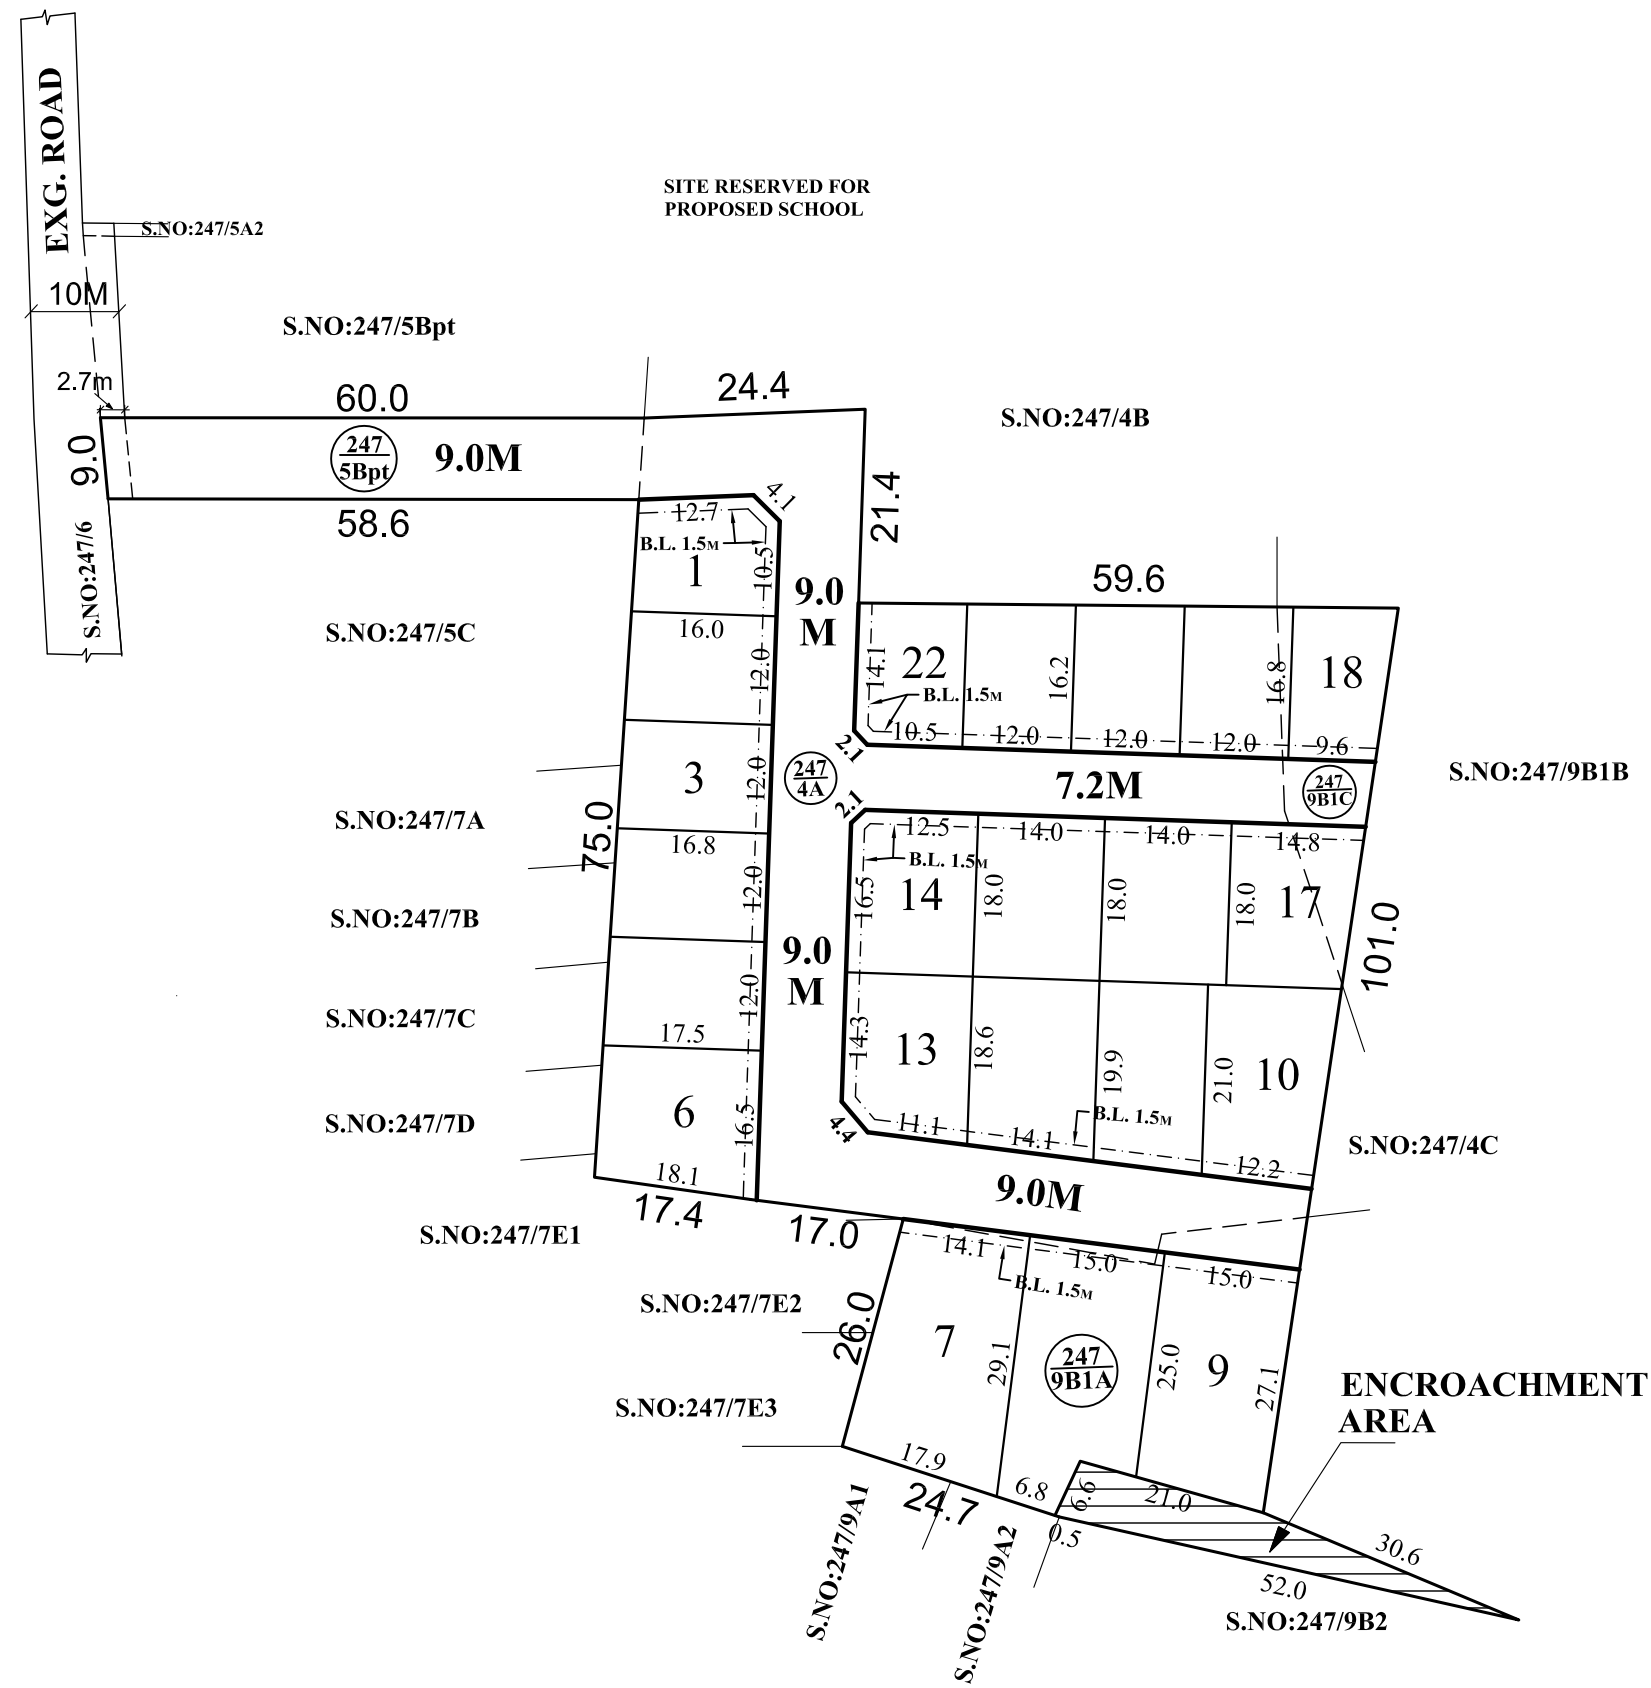 EXG. ROAD
SITE RESERVED FOR
PROPOSED SCHOOL
S.NO:247/5A2
10M
S.NO:247/5Bpt
2.7m
60.0
24.4
S.NO:247/4B
9.0
247
5Bpt
9.0M
4.1
21.4
58.6
12.7
B.L. 1.5M
10.5
1
S.NO:247/6
S.NO:247/5C
16.0
9.0
M
59.6
12.0
14.1
22
16.2
16.8
18
B.L. 1.5M
10.5
12.0
12.0
12.0
9.6
2.1
3
12.0
247
4A
7.2M
247
9B1C
S.NO:247/9B1B
2.1
S.NO:247/7A
75.0
16.8
12.5
14.0
14.0
14.8
B.L. 1.5M
12.0
16.5
14
18.0
18.0
18.0
17
S.NO:247/7B
9.0
M
101.0
S.NO:247/7C
12.0
17.5
14.3
13
18.6
19.9
21.0
10
S.NO:247/7D
6
16.5
4.4
11.1
14.1
B.L. 1.5M
12.2
S.NO:247/4C
18.1
17.4
9.0M
S.NO:247/7E1
17.0
14.1
15.0
15.0
B.L. 1.5M
S.NO:247/7E2
26.0
7
29.1
247
9B1A
25.0
9
27.1
ENCROACHMENT
AREA
S.NO:247/7E3
17.9
24.7
6.8
6.6
21.0
0.5
30.6
52.0
S.NO:247/9A1
S.NO:247/9A2
S.NO:247/9B2